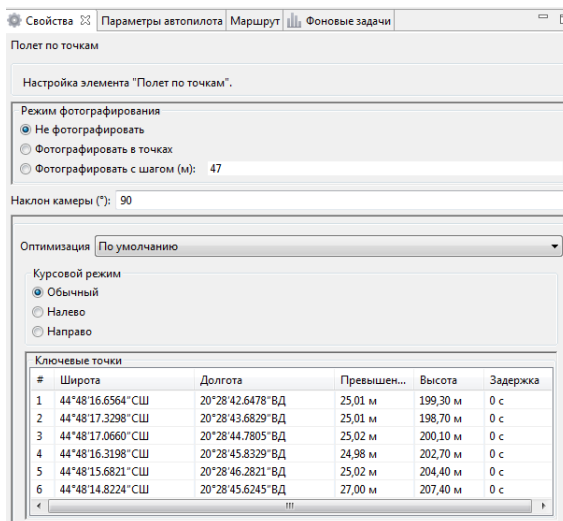 Свойства Параметры автопилота Маршрут Фоновые задачи
Полет по точкам
Настройка элемента "Полет по точкам".
Режим фотографирования
Не фотографировать
Фотографировать в точках
Фотографировать с шагом (м): 47
Наклон камеры (°): 90
Оптимизация По умолчанию
Курсовой режим
Обычный
Налево
Направо
Ключевые точки
# Широта Долгота Превышен... Высота Задержка
1 44°48'16.6564"СШ 20°28'42.6478"ВД 25,01 м 199,30 м 0 с
2 44°48'17.3298"СШ 20°28'43.6829"ВД 25,01 м 198,70 м 0 с
3 44°48'17.0660"СШ 20°28'44.7805"ВД 25,02 м 200,10 м 0 с
4 44°48'16.3198"СШ 20°28'45.8329"ВД 24,98 м 202,70 м 0 с
5 44°48'15.6821"СШ 20°28'46.2821"ВД 25,02 м 204,40 м 0 с
6 44°48'14.8224"СШ 20°28'45.6245"ВД 27,00 м 207,40 м 0 с